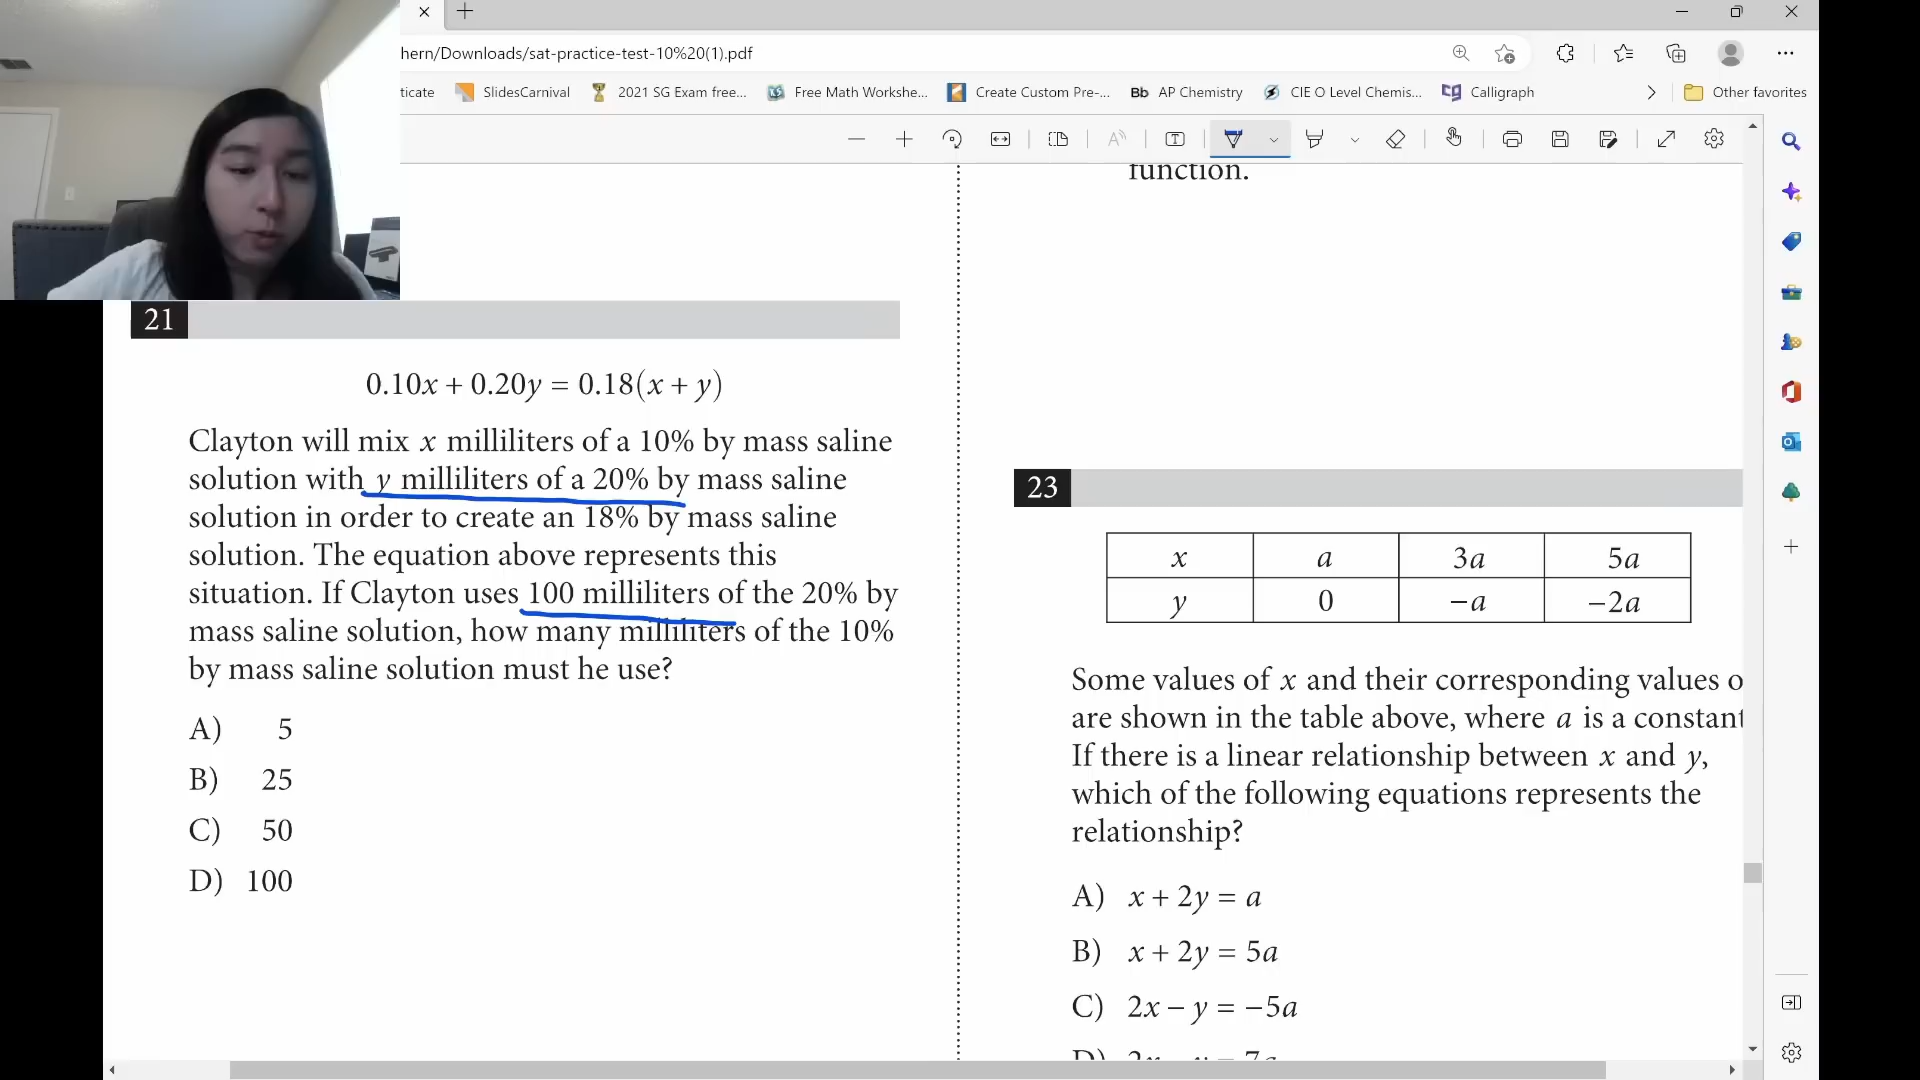 hern/Downloads/sat-practice-test-10%20(1).pdf
ticate SlidesCarnival 2021 SG Exam free... Free Math Workshe... Create Custom Pre-... Bb AP Chemistry CIE O Level Chemis... Calligraph Other favorites
function.
21
0.10x + 0.20y = 0.18(x + y)
Clayton will mix x milliliters of a 10% by mass saline
solution with y milliliters of a 20% by mass saline
solution in order to create an 18% by mass saline
solution. The equation above represents this
situation. If Clayton uses 100 milliliters of the 20% by
mass saline solution, how many milliliters of the 10%
by mass saline solution must he use?
A) 5
B) 25
C) 50
D) 100
23
x a 3a 5a
y 0 −a −2a
Some values of x and their corresponding values o
are shown in the table above, where a is a constant
If there is a linear relationship between x and y,
which of the following equations represents the
relationship?
A) x + 2y = a
B) x + 2y = 5a
C) 2x − y = −5a